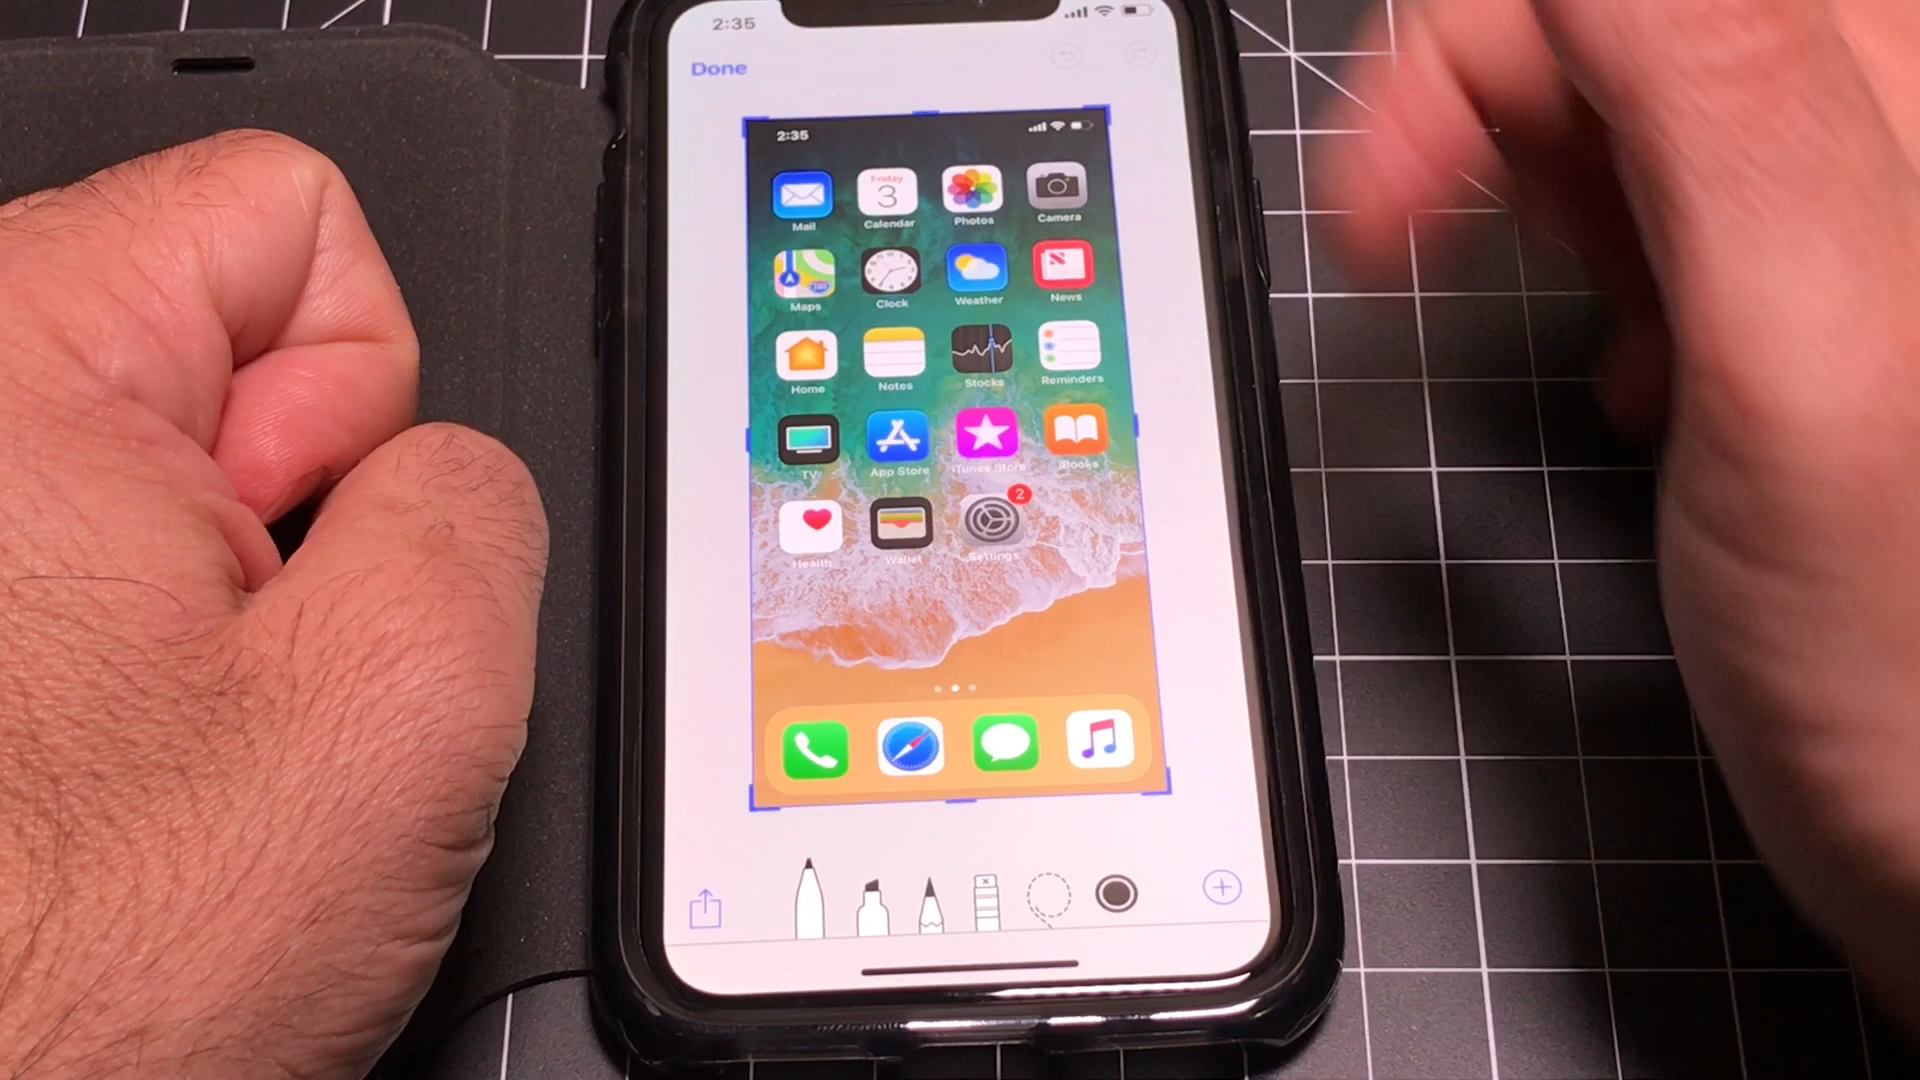 2:35
Done
2:35
Friday
3
Mail Calendar Photos Camera
Maps Clock Weather News
Home Notes Stocks Reminders
TV App Store iTunes Store iBooks
2
Health Wallet Settings